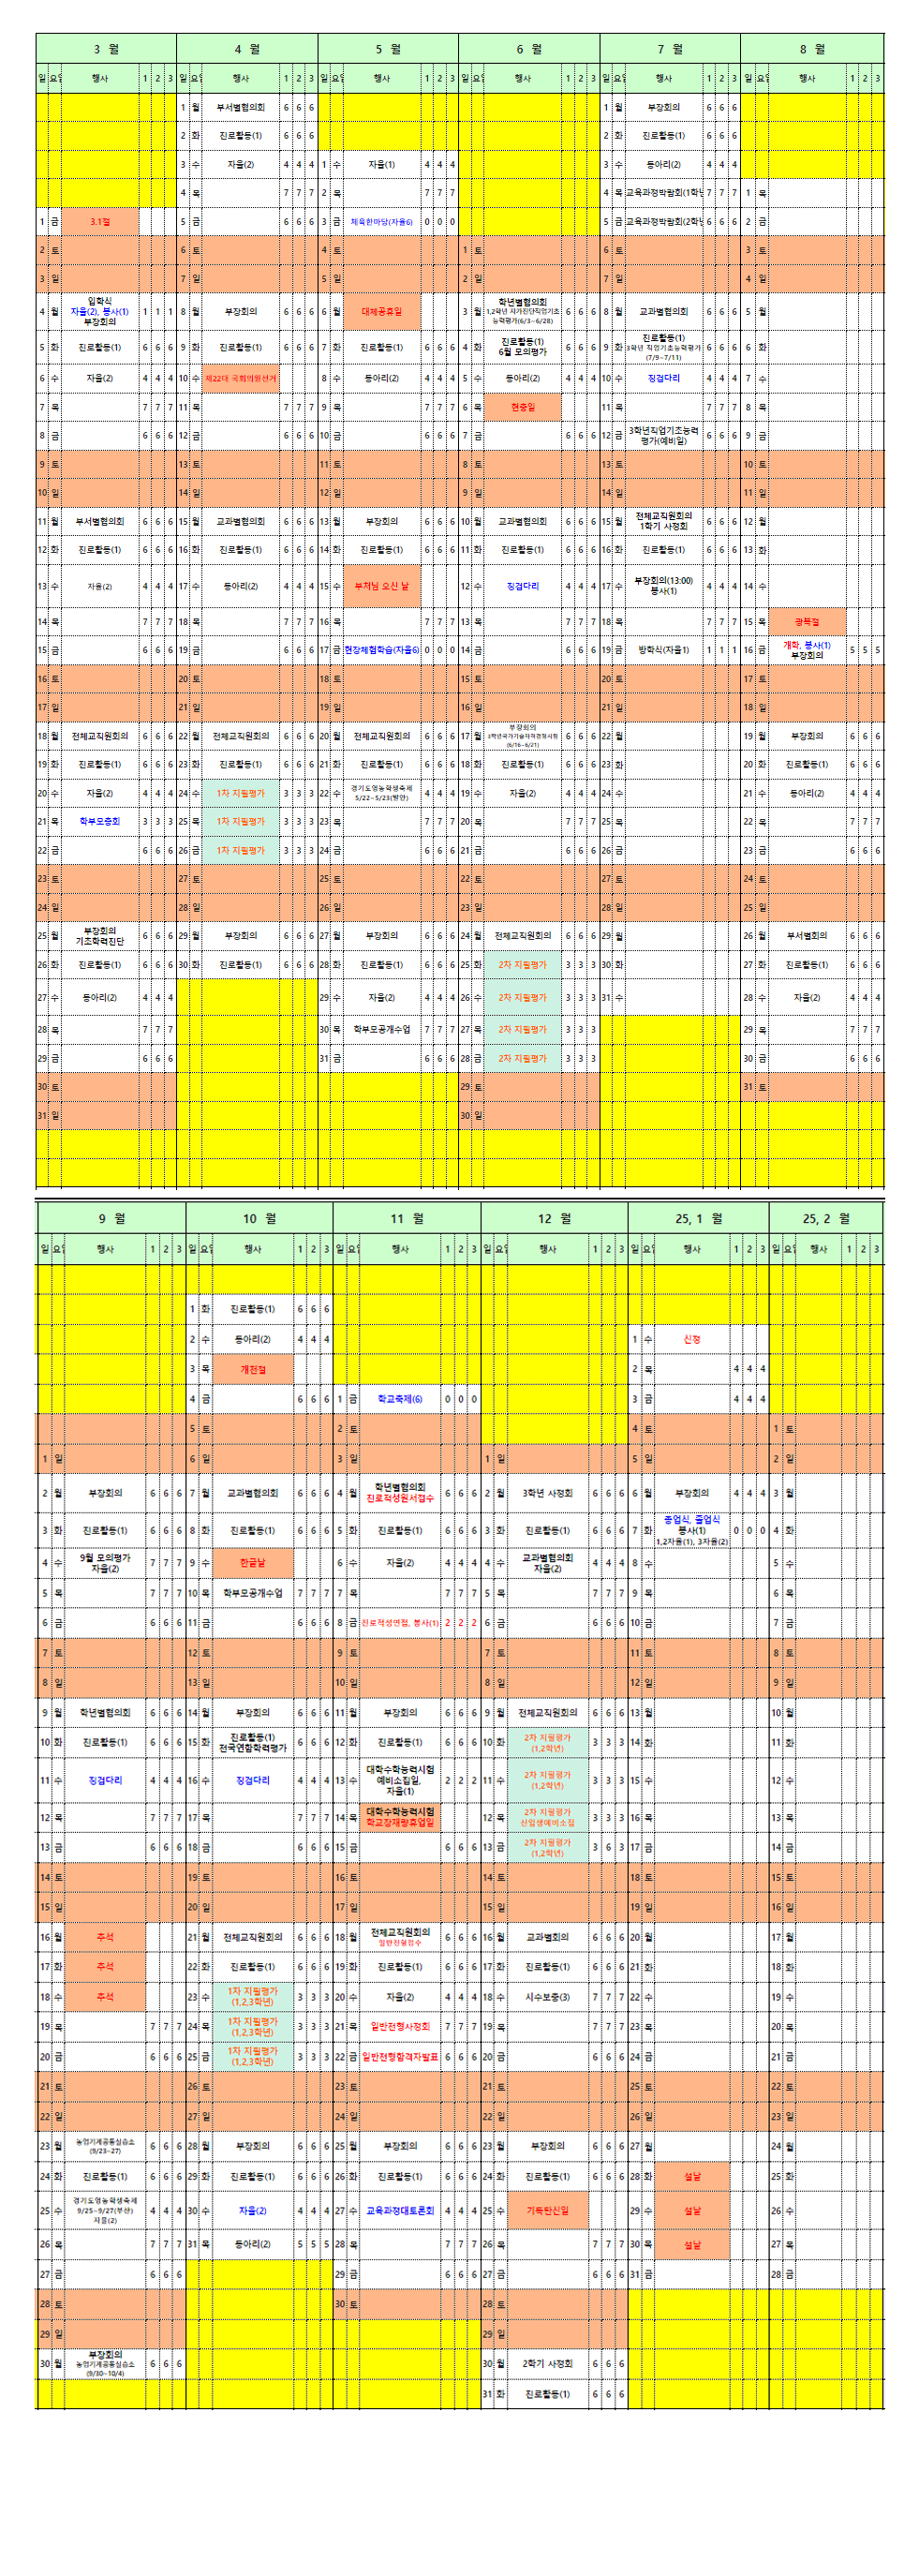 3 월 4 월 5 월 6 월 7 월 8 월
일 요일 행사 1 2 3 일 요일 행사 1 2 3 일 요일 행사 1 2 3 일 요일 행사 1 2 3 일 요일 행사 1 2 3 일 요일 행사 1 2 3
1 월 부서별협의회 6 6 6 1 월 부장회의 6 6 6
2 화 진로활동(1) 6 6 6 2 화 진로활동(1) 6 6 6
3 수 자율(2) 4 4 4 1 수 자율(1) 4 4 4 3 수 동아리(2) 4 4 4
4 목 7 7 7 2 목 7 7 7 4 목 교육과정박람회(1학년 7 7 7 1 목
1 금 3.1절 5 금 6 6 6 3 금 체육한마당(자율6) 0 0 0 5 금 교육과정박람회(2학년 6 6 6 2 금
2 토 6 토 4 토 1 토 6 토 3 토
3 일 7 일 5 일 2 일 7 일 4 일
4 월 입학식 자율(2), 봉사(1) 부장회의 1 1 1 8 월 부장회의 6 6 6 6 월 대체공휴일 3 월 학년별협의회 1,2학년 자가진단직업기초 능력평가(6/3~6/28) 6 6 6 8 월 교과별협의회 6 6 6 5 월
5 화 진로활동(1) 6 6 6 9 화 진로활동(1) 6 6 6 7 화 진로활동(1) 6 6 6 4 화 진로활동(1) 6월 모의평가 6 6 6 9 화 진로활동(1) 3학년 직업기초능력평가 (7/9~7/11) 6 6 6 6 화
6 수 자율(2) 4 4 4 10 수 제22대 국회의원선거 8 수 동아리(2) 4 4 4 5 수 동아리(2) 4 4 4 10 수 징검다리 4 4 4 7 수
7 목 7 7 7 11 목 7 7 7 9 목 7 7 7 6 목 현충일 11 목 7 7 7 8 목
8 금 6 6 6 12 금 6 6 6 10 금 6 6 6 7 금 6 6 6 12 금 3학년직업기초능력 평가(예비일) 6 6 6 9 금
9 토 13 토 11 토 8 토 13 토 10 토
10 일 14 일 12 일 9 일 14 일 11 일
11 월 부서별협의회 6 6 6 15 월 교과별협의회 6 6 6 13 월 부장회의 6 6 6 10 월 교과별협의회 6 6 6 15 월 전체교직원회의 1학기 사정회 6 6 6 12 월
12 화 진로활동(1) 6 6 6 16 화 진로활동(1) 6 6 6 14 화 진로활동(1) 6 6 6 11 화 진로활동(1) 6 6 6 16 화 진로활동(1) 6 6 6 13 화
13 수 자율(2) 4 4 4 17 수 동아리(2) 4 4 4 15 수 부처님 오신 날 12 수 징검다리 4 4 4 17 수 부장회의(13:00) 봉사(1) 4 4 4 14 수
14 목 7 7 7 18 목 7 7 7 16 목 13 목 7 7 7 18 목 7 7 7 15 목 광복절
15 금 6 6 6 19 금 6 6 6 17 금 현장체험학습(자율6) 0 0 0 14 금 6 6 6 19 금 방학식(자율1) 1 1 1 16 금 개학, 봉사(1) 부장회의 5 5 5
16 토 20 토 18 토 15 토 20 토 17 토
17 일 21 일 19 일 16 일 21 일 18 일
18 월 전체교직원회의 6 6 6 22 월 전체교직원회의 6 6 6 20 월 전체교직원회의 6 6 6 17 월 부장회의 3학년국가기술자격검정시험 (6/16~6/21) 6 6 6 22 월 19 월 부장회의 6 6 6
19 화 진로활동(1) 6 6 6 23 화 진로활동(1) 6 6 6 21 화 진로활동(1) 6 6 6 18 화 진로활동(1) 6 6 6 23 화 20 화 진로활동(1) 6 6 6
20 수 자율(2) 4 4 4 24 수 1차 지필평가 3 3 3 22 수 경기도영농학생축제 5/22~5/23(발안) 4 4 4 19 수 자율(2) 4 4 4 24 수 21 수 동아리(2) 4 4 4
21 목 학부모총회 3 3 3 25 목 1차 지필평가 3 3 3 23 목 7 7 7 20 목 7 7 7 25 목 22 목 7 7 7
22 금 6 6 6 26 금 1차 지필평가 3 3 3 24 금 6 6 6 21 금 6 6 6 26 금 23 금 6 6 6
23 토 27 토 25 토 22 토 27 토 24 토
24 일 28 일 26 일 23 일 28 일 25 일
25 월 부장회의 기초학력진단 6 6 6 29 월 부장회의 6 6 6 27 월 부장회의 6 6 6 24 월 전체교직원회의 6 6 6 29 월 26 월 부서별회의 6 6 6
26 화 진로활동(1) 6 6 6 30 화 진로활동(1) 6 6 6 28 화 진로활동(1) 6 6 6 25 화 2차 지필평가 3 3 3 30 화 27 화 진로활동(1) 6 6 6
27 수 동아리(2) 4 4 4 29 수 자율(2) 4 4 4 26 수 2차 지필평가 3 3 3 31 수 28 수 자율(2) 4 4 4
28 목 7 7 7 30 목 학부모공개수업 7 7 7 27 목 2차 지필평가 3 3 3 29 목 7 7 7
29 금 6 6 6 31 금 6 6 6 28 금 2차 지필평가 3 3 3 30 금 6 6 6
30 토 29 토 31 토
31 일 30 일
9 월 10 월 11 월 12 월 25, 1 월 25, 2 월
일 요일 행사 1 2 3 일 요일 행사 1 2 3 일 요일 행사 1 2 3 일 요일 행사 1 2 3 일 요일 행사 1 2 3 일 요일 행사 1 2 3
1 화 진로활동(1) 6 6 6
2 수 동아리(2) 4 4 4 1 수 신정
3 목 개천절 2 목 4 4 4
4 금 6 6 6 1 금 학교축제(6) 0 0 0 3 금 4 4 4
5 토 2 토 4 토 1 토
1 일 6 일 3 일 1 일 5 일 2 일
2 월 부장회의 6 6 6 7 월 교과별협의회 6 6 6 4 월 학년별협의회 진로적성원서접수 6 6 6 2 월 3학년 사정회 6 6 6 6 월 부장회의 4 4 4 3 월
3 화 진로활동(1) 6 6 6 8 화 진로활동(1) 6 6 6 5 화 진로활동(1) 6 6 6 3 화 진로활동(1) 6 6 6 7 화 종업식, 졸업식 봉사(1) 1,2자율(1), 3자율(2) 0 0 0 4 화
4 수 9월 모의평가 자율(2) 7 7 7 9 수 한글날 6 수 자율(2) 4 4 4 4 수 교과별협의회 자율(2) 4 4 4 8 수 5 수
5 목 7 7 7 10 목 학부모공개수업 7 7 7 7 목 7 7 7 5 목 7 7 7 9 목 6 목
6 금 6 6 6 11 금 6 6 6 8 금 진로적성면접, 봉사(1) 2 2 2 6 금 6 6 6 10 금 7 금
7 토 12 토 9 토 7 토 11 토 8 토
8 일 13 일 10 일 8 일 12 일 9 일
9 월 학년별협의회 6 6 6 14 월 부장회의 6 6 6 11 월 부장회의 6 6 6 9 월 전체교직원회의 6 6 6 13 월 10 월
10 화 진로활동(1) 6 6 6 15 화 진로활동(1) 전국연합학력평가 6 6 6 12 화 진로활동(1) 6 6 6 10 화 2차 지필평가 (1,2학년) 3 3 3 14 화 11 화
11 수 징검다리 4 4 4 16 수 징검다리 4 4 4 13 수 대학수학능력시험 예비소집일, 자율(1) 2 2 2 11 수 2차 지필평가 (1,2학년) 3 3 3 15 수 12 수
12 목 7 7 7 17 목 7 7 7 14 목 대학수학능력시험 학교장재량휴업일 12 목 2차 지필평가 신입생예비소집 3 3 3 16 목 13 목
13 금 6 6 6 18 금 6 6 6 15 금 6 6 6 13 금 2차 지필평가 (1,2학년) 3 6 3 17 금 14 금
14 토 19 토 16 토 14 토 18 토 15 토
15 일 20 일 17 일 15 일 19 일 16 일
16 월 추석 21 월 전체교직원회의 6 6 6 18 월 전체교직원회의 일반전형접수 6 6 6 16 월 교과별회의 6 6 6 20 월 17 월
17 화 추석 22 화 진로활동(1) 6 6 6 19 화 진로활동(1) 6 6 6 17 화 진로활동(1) 6 6 6 21 화 18 화
18 수 추석 23 수 1차 지필평가 (1,2,3학년) 3 3 3 20 수 자율(2) 4 4 4 18 수 시수보충(3) 7 7 7 22 수 19 수
19 목 7 7 7 24 목 1차 지필평가 (1,2,3학년) 3 3 3 21 목 일반전형사정회 7 7 7 19 목 7 7 7 23 목 20 목
20 금 6 6 6 25 금 1차 지필평가 (1,2,3학년) 3 3 3 22 금 일반전형합격자발표 6 6 6 20 금 6 6 6 24 금 21 금
21 토 26 토 23 토 21 토 25 토 22 토
22 일 27 일 24 일 22 일 26 일 23 일
23 월 농업기계공동실습소 (9/23~27) 6 6 6 28 월 부장회의 6 6 6 25 월 부장회의 6 6 6 23 월 부장회의 6 6 6 27 월 24 월
24 화 진로활동(1) 6 6 6 29 화 진로활동(1) 6 6 6 26 화 진로활동(1) 6 6 6 24 화 진로활동(1) 6 6 6 28 화 설날 25 화
25 수 경기도영농학생축제 9/25~9/27(부산) 자율(2) 4 4 4 30 수 자율(2) 4 4 4 27 수 교육과정대토론회 4 4 4 25 수 기독탄신일 29 수 설날 26 수
26 목 7 7 7 31 목 동아리(2) 5 5 5 28 목 7 7 7 26 목 7 7 7 30 목 설날 27 목
27 금 6 6 6 29 금 6 6 6 27 금 6 6 6 31 금 28 금
28 토 30 토 28 토
29 일 29 일
30 월 부장회의 농업기계공동실습소 (9/30~10/4) 6 6 6 30 월 2학기 사정회 6 6 6
31 화 진로활동(1) 6 6 6